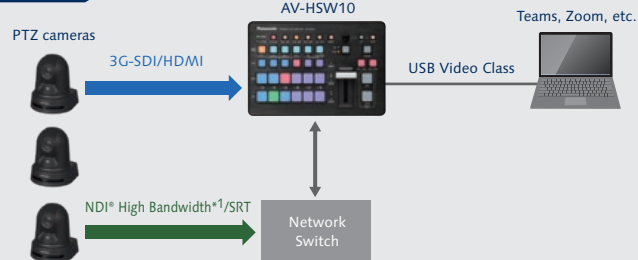 AV-HSW10
Teams, Zoom, etc.
PTZ cameras
3G-SDI/HDMI
Panasonic
USB Video Class
NDI® High Bandwidth*1/SRT
Network
Switch